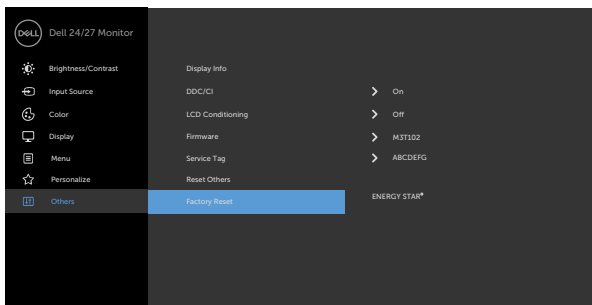 DELL
Dell 24/27 Monitor
Brightness/Contrast
Input Source
Color
Display
Menu
Personalize
Others
Display Info
DDC/CI
On
LCD Conditioning
Off
Firmware
M3T102
Service Tag
ABCDEFG
Reset Others
Factory Reset
ENERGY STAR®